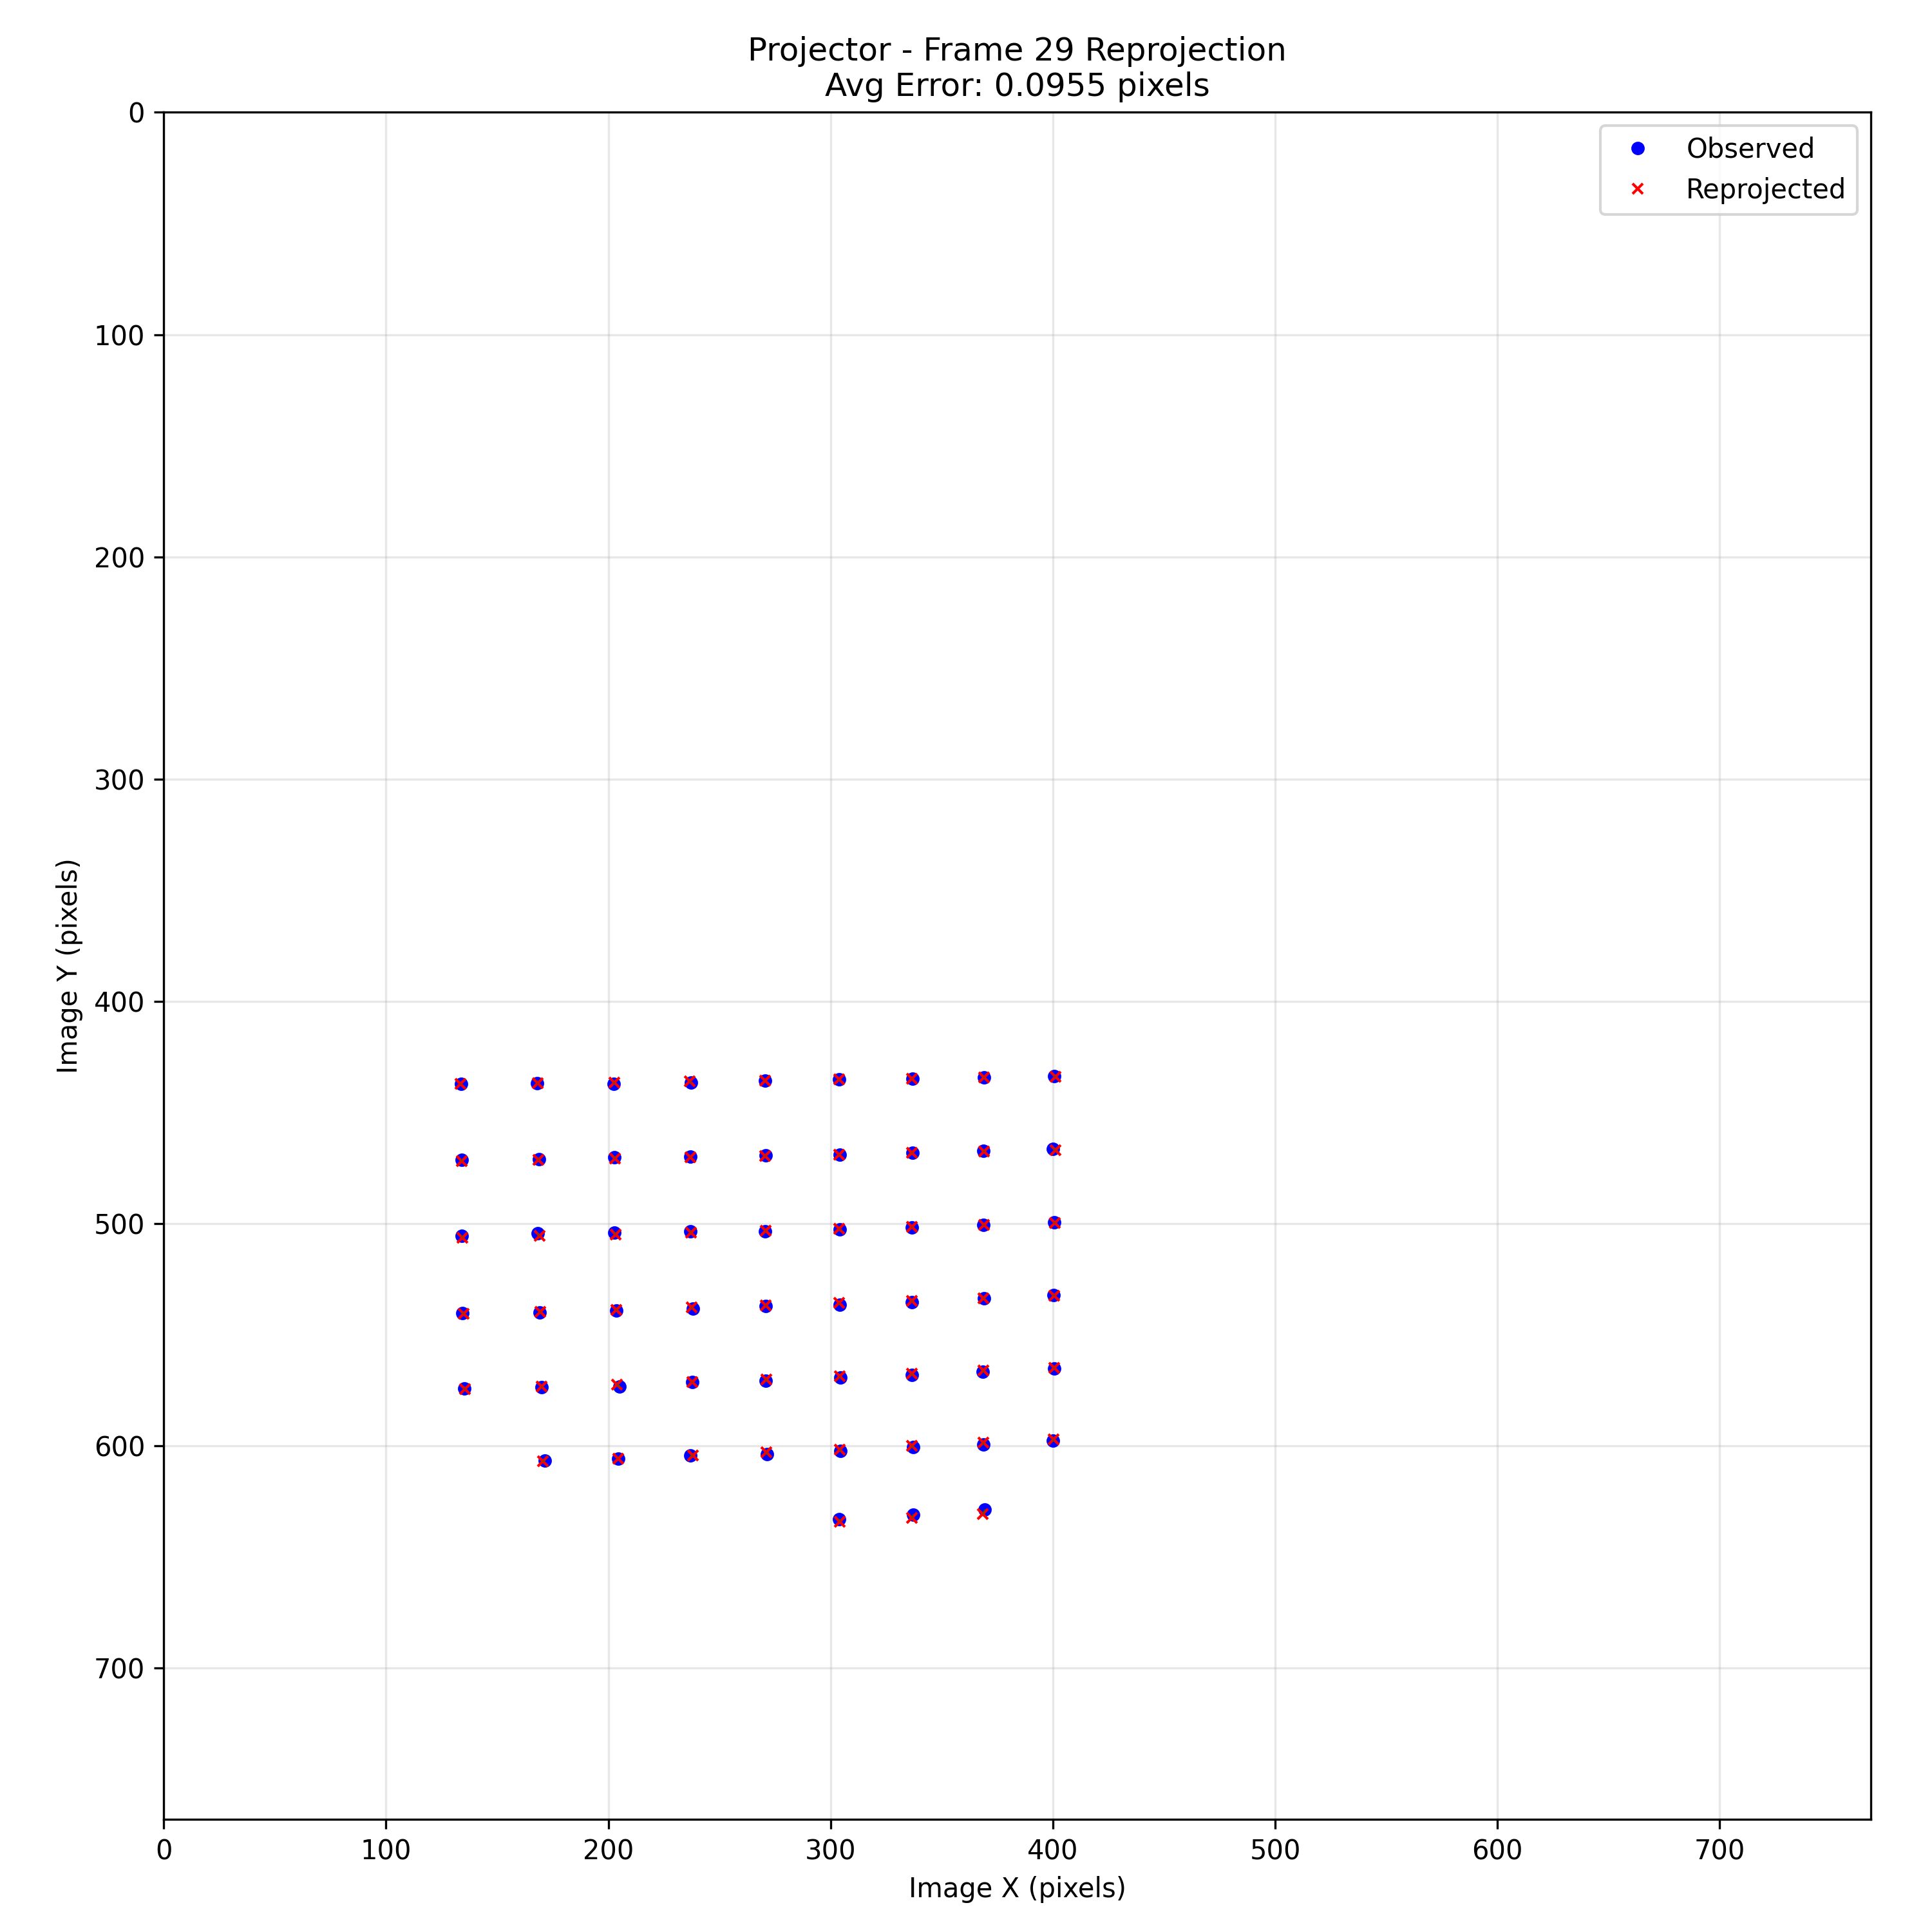 Projector - Frame 29 Reprojection
Avg Error: 0.0955 pixels
Observed
Reprojected
0
100
200
300
400
500
600
700
Image Y (pixels)
0 100 200 300 400 500 600 700
Image X (pixels)